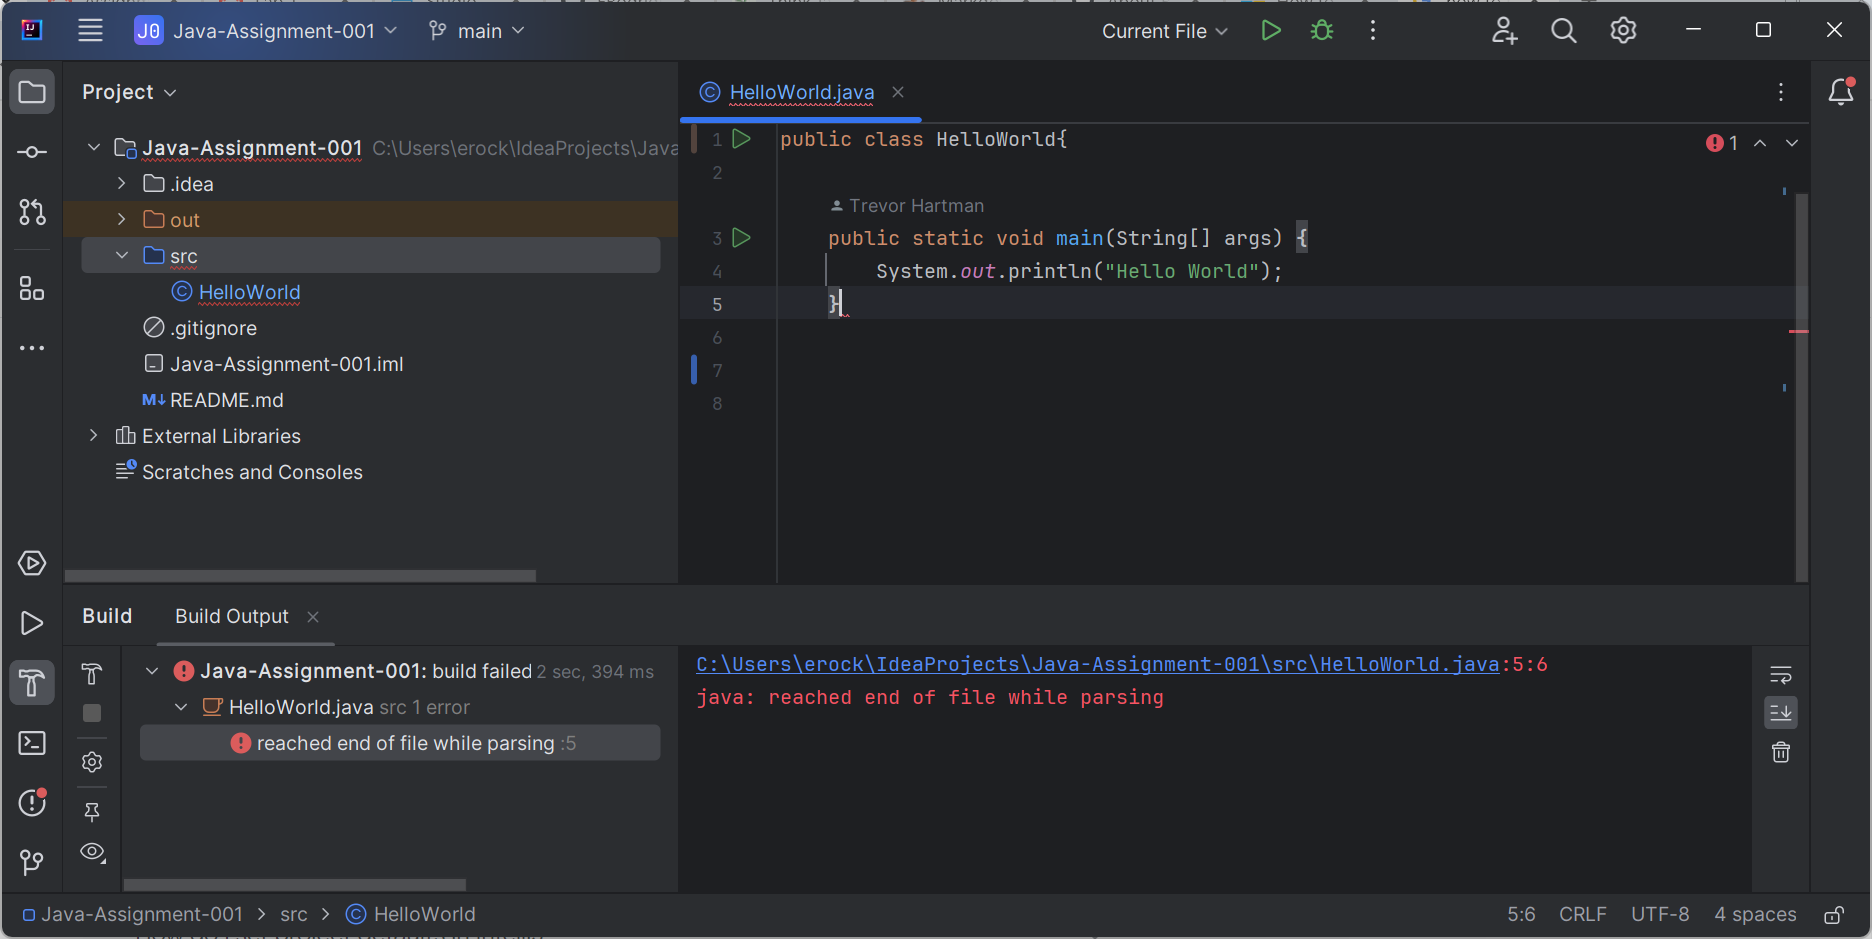 J0 Java-Assignment-001 main Current File
Project
HelloWorld.java
Java-Assignment-001 C:\Users\erock\IdeaProjects\Java
.idea
out
src
HelloWorld
.gitignore
Java-Assignment-001.iml
M↓ README.md
External Libraries
Scratches and Consoles
1 public class HelloWorld{
1
2
Trevor Hartman
3 public static void main(String[] args) {
4 System.out.println("Hello World");
5 }
6
7
8
Build Build Output
Java-Assignment-001: build failed 2 sec, 394 ms
HelloWorld.java src 1 error
reached end of file while parsing :5
C:\Users\erock\IdeaProjects\Java-Assignment-001\src\HelloWorld.java:5:6
java: reached end of file while parsing
Java-Assignment-001 > src > HelloWorld
5:6 CRLF UTF-8 4 spaces